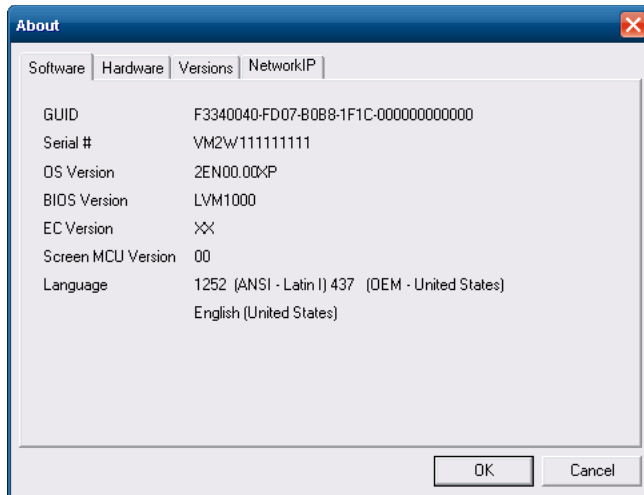 About
Software Hardware Versions NetworkIP
GUID F3340040-FD07-B0B8-1F1C-000000000000
Serial # VM2W111111111
OS Version 2EN00.00XP
BIOS Version LVM1000
EC Version XX
Screen MCU Version 00
Language 1252 (ANSI - Latin I) 437 (OEM - United States)
English (United States)
OK Cancel